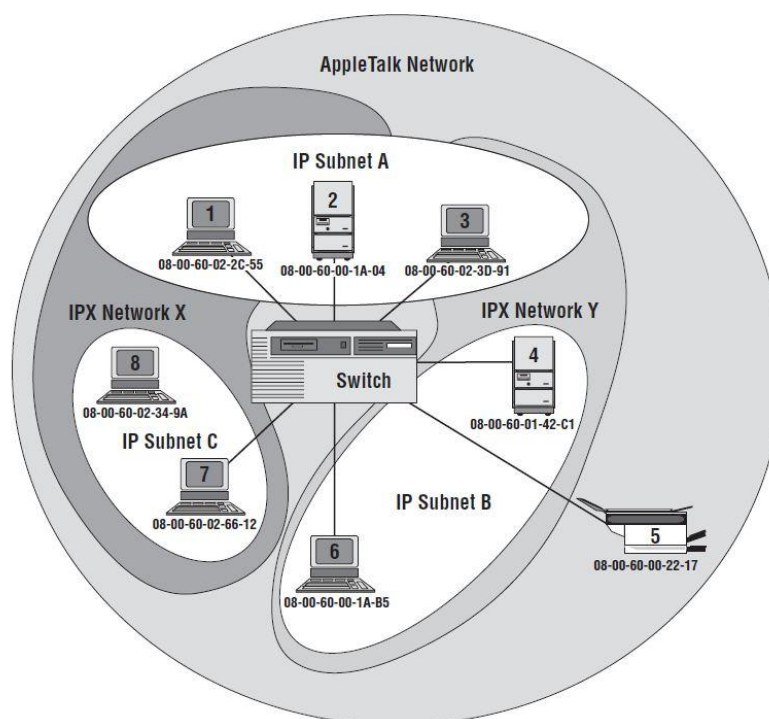 AppleTalk Network
IP Subnet A
1
2
3
08-00-60-02-2C-55
08-00-60-00-1A-04
08-00-60-02-3D-91
IPX Network X
IPX Network Y
8
Switch
4
08-00-60-02-34-9A
08-00-60-01-42-C1
IP Subnet C
7
IP Subnet B
08-00-60-02-66-12
5
6
08-00-60-00-22-17
08-00-60-00-1A-B5